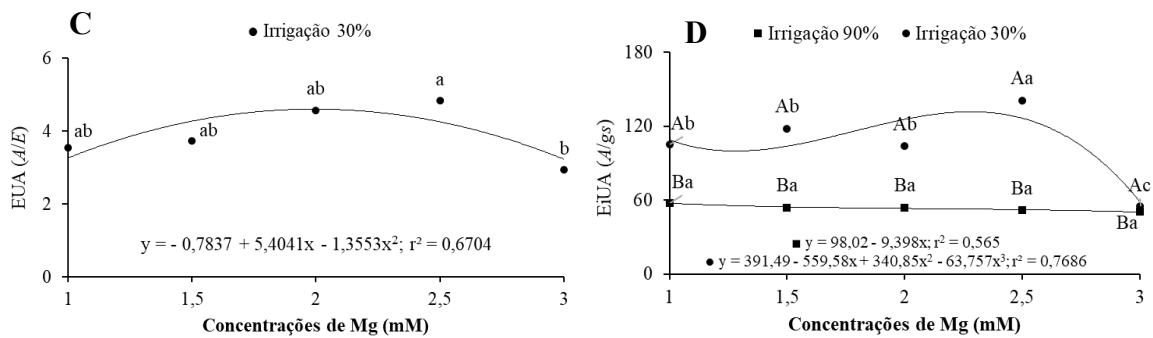 C
● Irrigação 30%
6
4
2
0
EUA (A/E)
ab
ab
ab
a
b
y = - 0,7837 + 5,4041x - 1,3553x²; r² = 0,6704
1 1,5 2 2,5 3
Concentrações de Mg (mM)
D
■ Irrigação 90% ● Irrigação 30%
180
120
60
0
EiUA (A/gs)
Ab
Ab
Ab
Aa
Ac
Ba
Ba
Ba
Ba
Ba
■ y = 98,02 - 9,398x; r² = 0,565
● y = 391,49 - 559,58x + 340,85x² - 63,757x³; r² = 0,7686
1 1,5 2 2,5 3
Concentrações de Mg (mM)